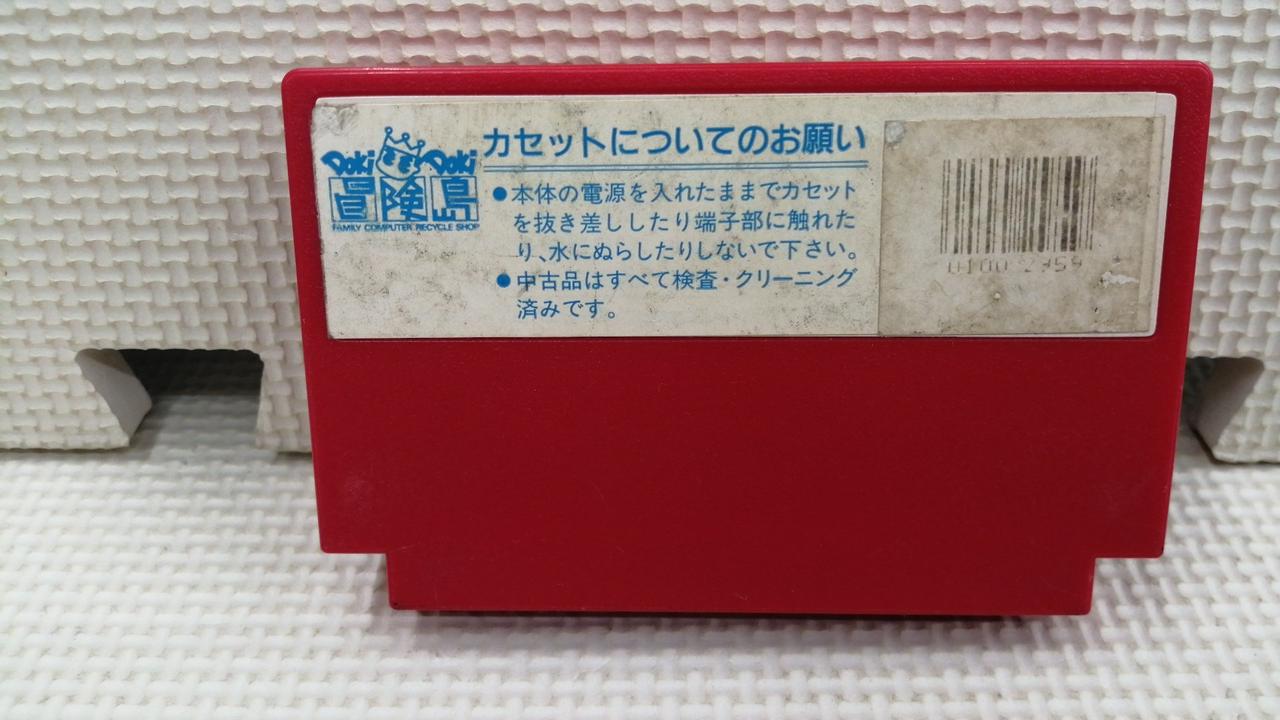 Doki Doki
冒険島
FAMILY COMPUTER RECYCLE SHOP
カセットについてのお願い
●本体の電源を入れたままでカセット
を抜き差ししたり端子部に触れた
り、水にぬらしたりしないで下さい。
●中古品はすべて検査・クリーニング
済みです。
0100 2959